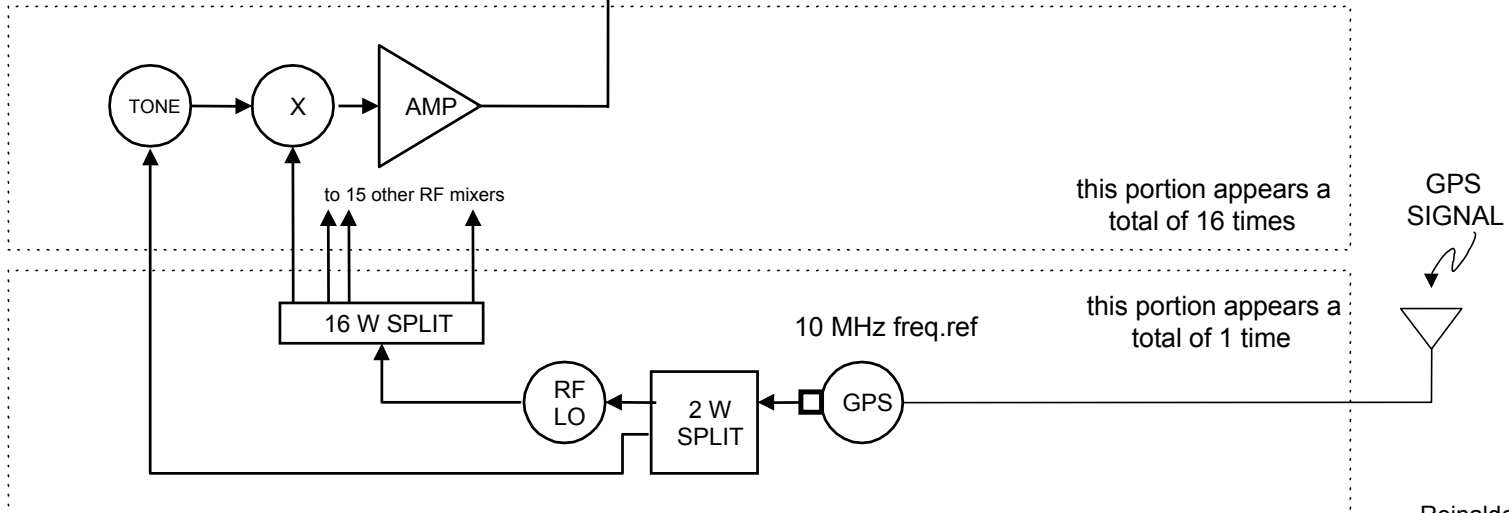 TONE
X
AMP
to 15 other RF mixers
this portion appears a
total of 16 times
GPS
SIGNAL
16 W SPLIT
10 MHz freq.ref
this portion appears a
total of 1 time
RF
LO
2 W
SPLIT
GPS